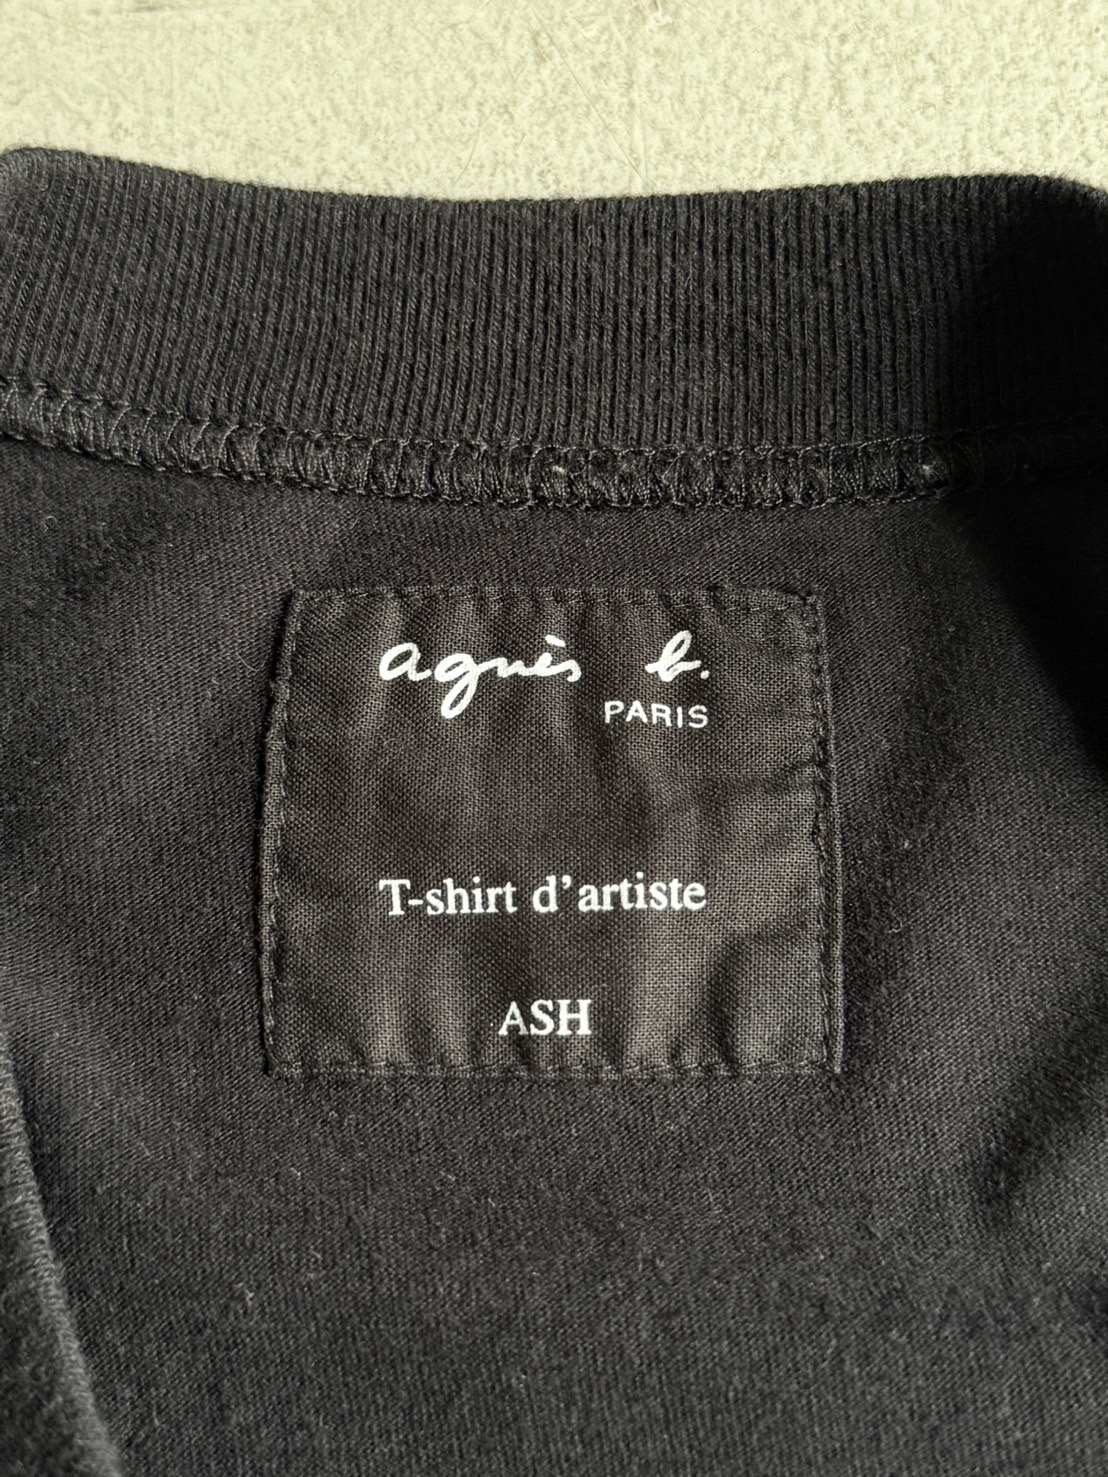 agnès b.
PARIS
T-shirt d'artiste
ASH